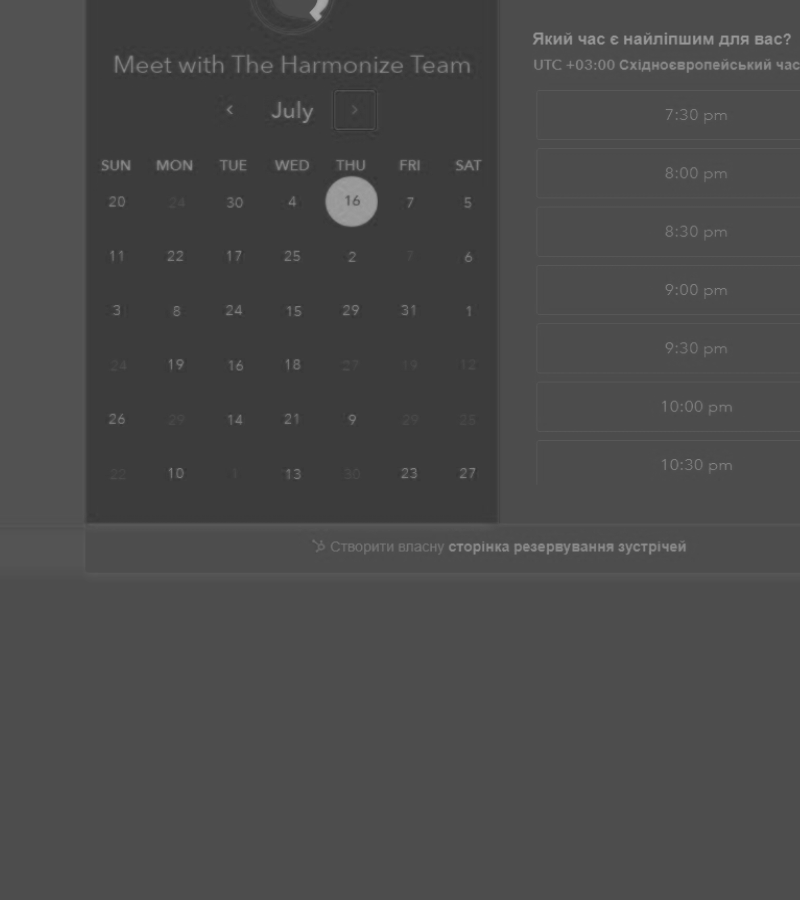 Meet with The Harmonize Team
July
SUN MON TUE WED THU FRI SAT
20 24 30 4 16 7 5
11 22 17 25 2 7 6
3 8 24 15 29 31 1
24 19 16 18 27 19 12
26 29 14 21 9 29 25
22 10 1 13 30 23 27
Який час є найліпшим для вас?
UTC +03:00 Східноєвропейський час
7:30 pm
8:00 pm
8:30 pm
9:00 pm
9:30 pm
10:00 pm
10:30 pm
Створити власну сторінка резервування зустрічей